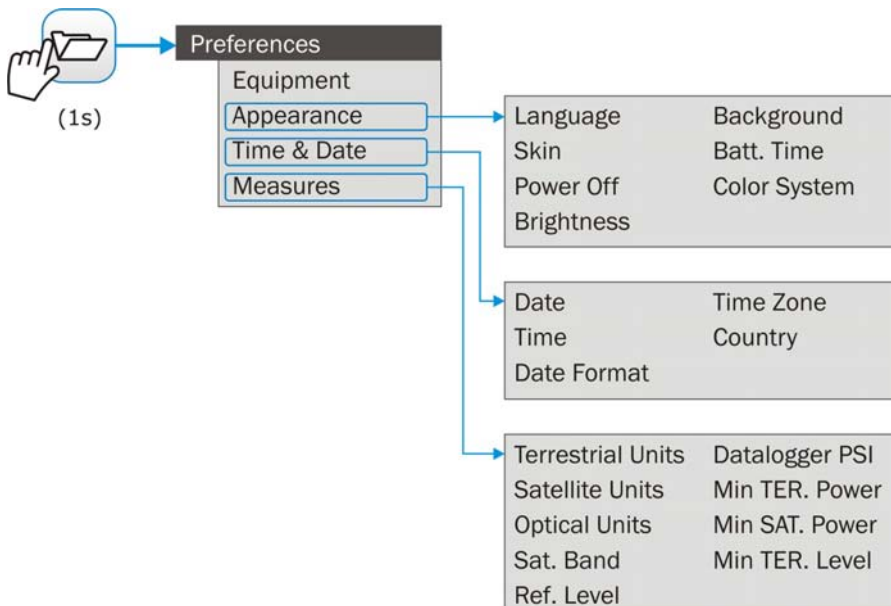 Preferences
(1s)
Equipment
Appearance
Time & Date
Measures
Language Background
Skin Batt. Time
Power Off Color System
Brightness
Date Time Zone
Time Country
Date Format
Terrestrial Units Datalogger PSI
Satellite Units Min TER. Power
Optical Units Min SAT. Power
Sat. Band Min TER. Level
Ref. Level